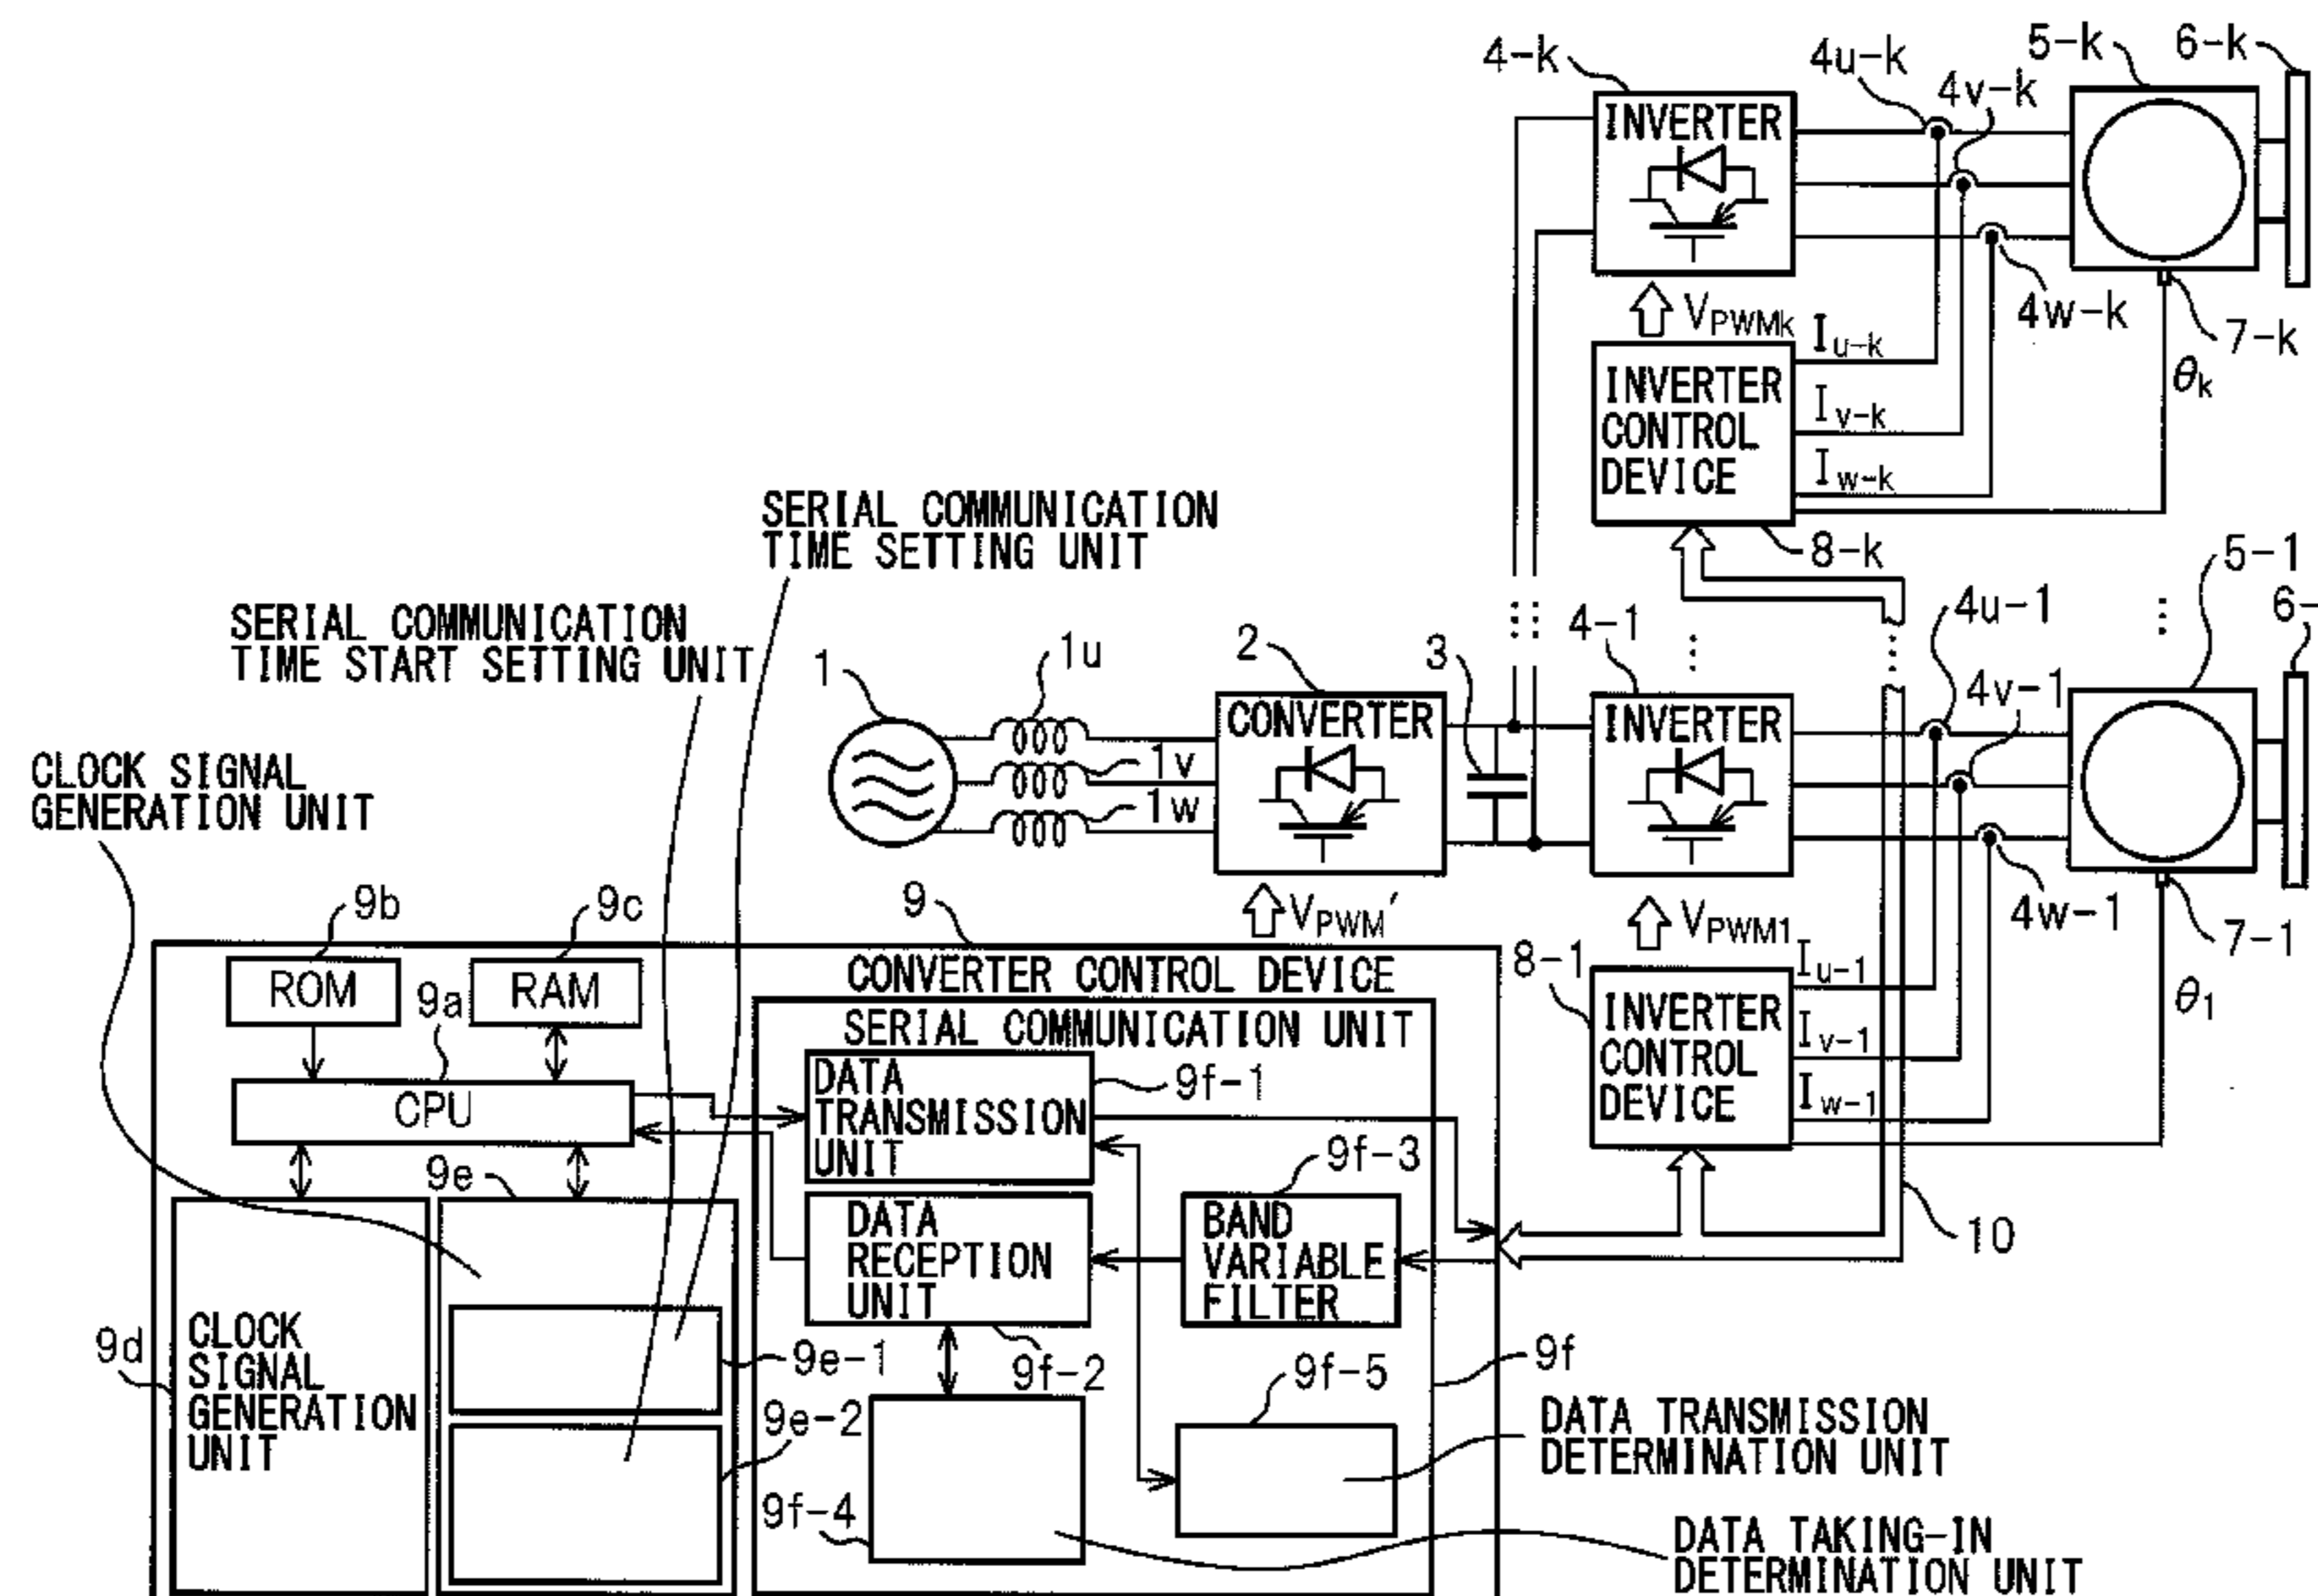 4-k
4u-k
5-k
6-k
4v-k
INVERTER
4w-k
7-k
V_PWMk
I_u-k
I_v-k
I_w-k
θ_k
INVERTER
CONTROL
DEVICE
8-k
SERIAL COMMUNICATION
TIME SETTING UNIT
SERIAL COMMUNICATION
TIME START SETTING UNIT
CLOCK SIGNAL
GENERATION UNIT
1
1u
1v
1w
2
CONVERTER
3
4-1
INVERTER
4u-1
4v-1
4w-1
5-1
6-
7-1
V_PWM′
V_PWM1
8-1
I_u-1
I_v-1
I_w-1
θ_1
INVERTER
CONTROL
DEVICE
10
9
CONVERTER CONTROL DEVICE
9b
ROM
9c
RAM
9a
CPU
9e
9d
CLOCK
SIGNAL
GENERATION
UNIT
9e-1
9e-2
SERIAL COMMUNICATION UNIT
DATA
TRANSMISSION
UNIT
9f-1
DATA
RECEPTION
UNIT
9f-2
9f-3
BAND
VARIABLE
FILTER
9f-4
9f-5
9f
DATA TRANSMISSION
DETERMINATION UNIT
DATA TAKING-IN
DETERMINATION UNIT